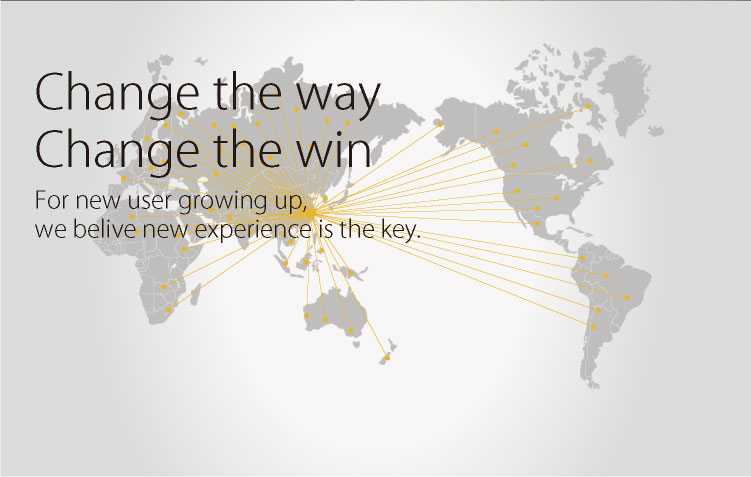 Change the way
Change the win
For new user growing up,
we belive new experience is the key.